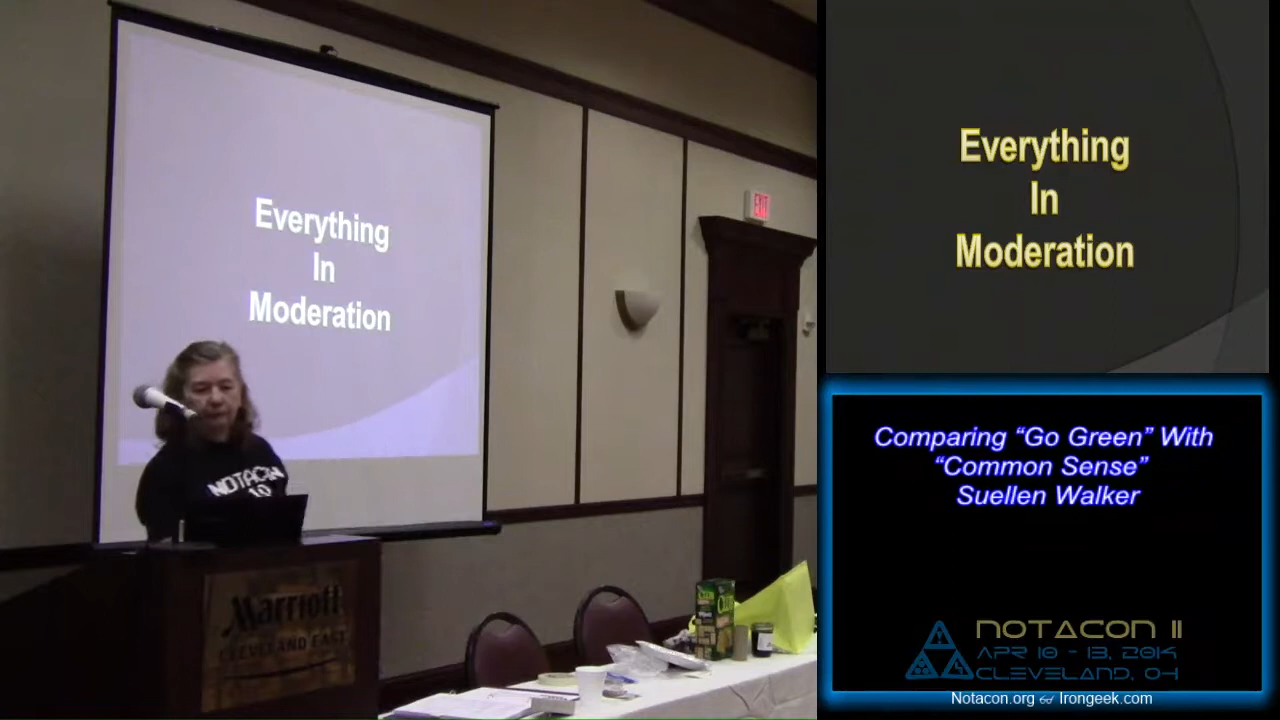 Everything
In
Moderation
EXIT
NOTACON
10
Marriott
CLEVELAND EAST
Everything
In
Moderation
Comparing “Go Green” With
“Common Sense”
Suellen Walker
NOTACON 11
APR 10 - 13, 2014
CLEVELAND, OH
Notacon.org Irongeek.com